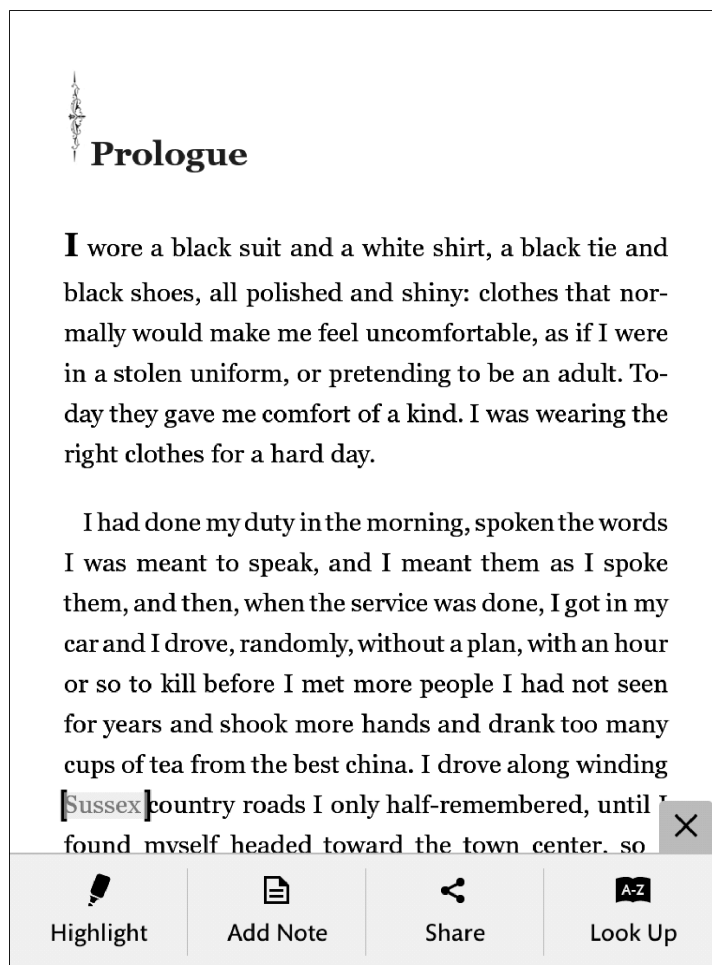 Prologue
I wore a black suit and a white shirt, a black tie and
black shoes, all polished and shiny: clothes that nor-
mally would make me feel uncomfortable, as if I were
in a stolen uniform, or pretending to be an adult. To-
day they gave me comfort of a kind. I was wearing the
right clothes for a hard day.
I had done my duty in the morning, spoken the words
I was meant to speak, and I meant them as I spoke
them, and then, when the service was done, I got in my
car and I drove, randomly, without a plan, with an hour
or so to kill before I met more people I had not seen
for years and shook more hands and drank too many
cups of tea from the best china. I drove along winding
Sussex country roads I only half-remembered, until I
found myself headed toward the town center, so
Highlight
Add Note
Share
A-Z
Look Up